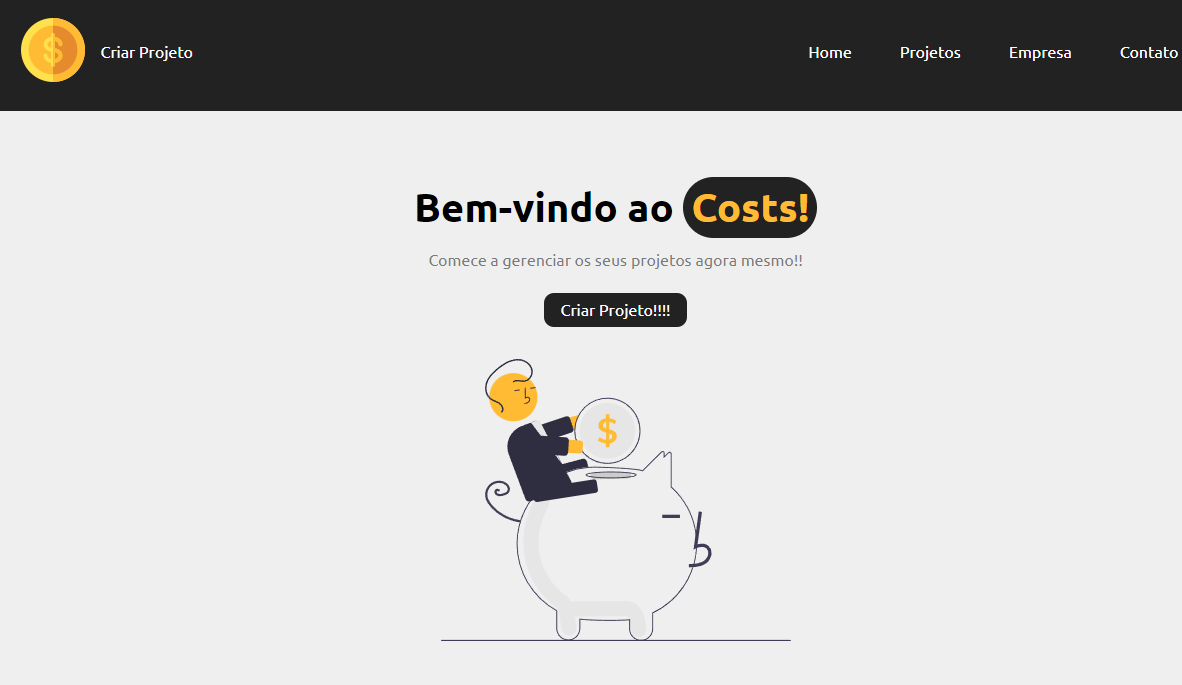 $ Criar Projeto Home Projetos Empresa Contato
Bem-vindo ao Costs!
Comece a gerenciar os seus projetos agora mesmo!!
Criar Projeto!!!!
$